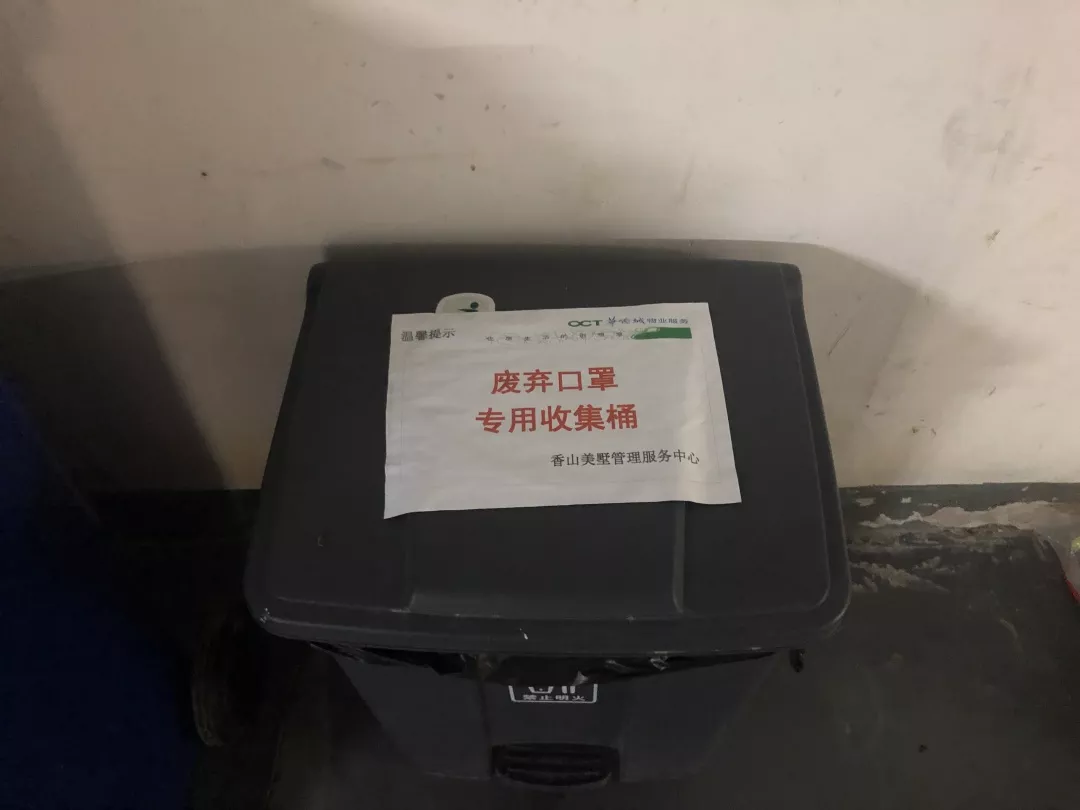 温馨提示
OCT 华侨城物业服务
废弃口罩
专用收集桶
香山美墅管理服务中心
禁止明火